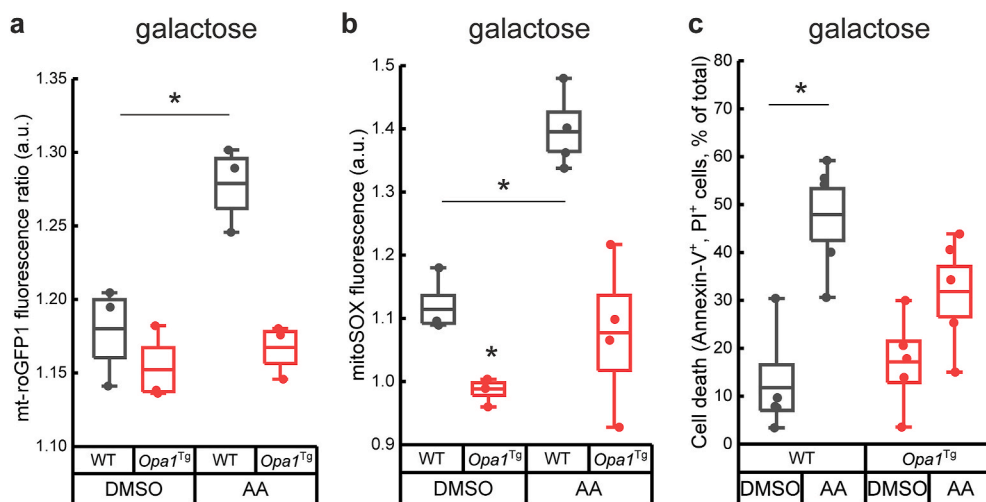 a
galactose
mt-roGFP1 fluorescence ratio (a.u.)
1.35
1.30
1.25
1.20
1.15
1.10
*
WT Opa1ᵀᵍ WT Opa1ᵀᵍ
DMSO AA
b
galactose
mitoSOX fluorescence (a.u.)
1.5
1.4
1.3
1.2
1.1
1.0
0.9
*
*
WT Opa1ᵀᵍ WT Opa1ᵀᵍ
DMSO AA
c
galactose
Cell death (Annexin-V⁺, PI⁺ cells, % of total)
80
70
60
50
40
30
20
10
0
*
WT Opa1ᵀᵍ
DMSO AA DMSO AA